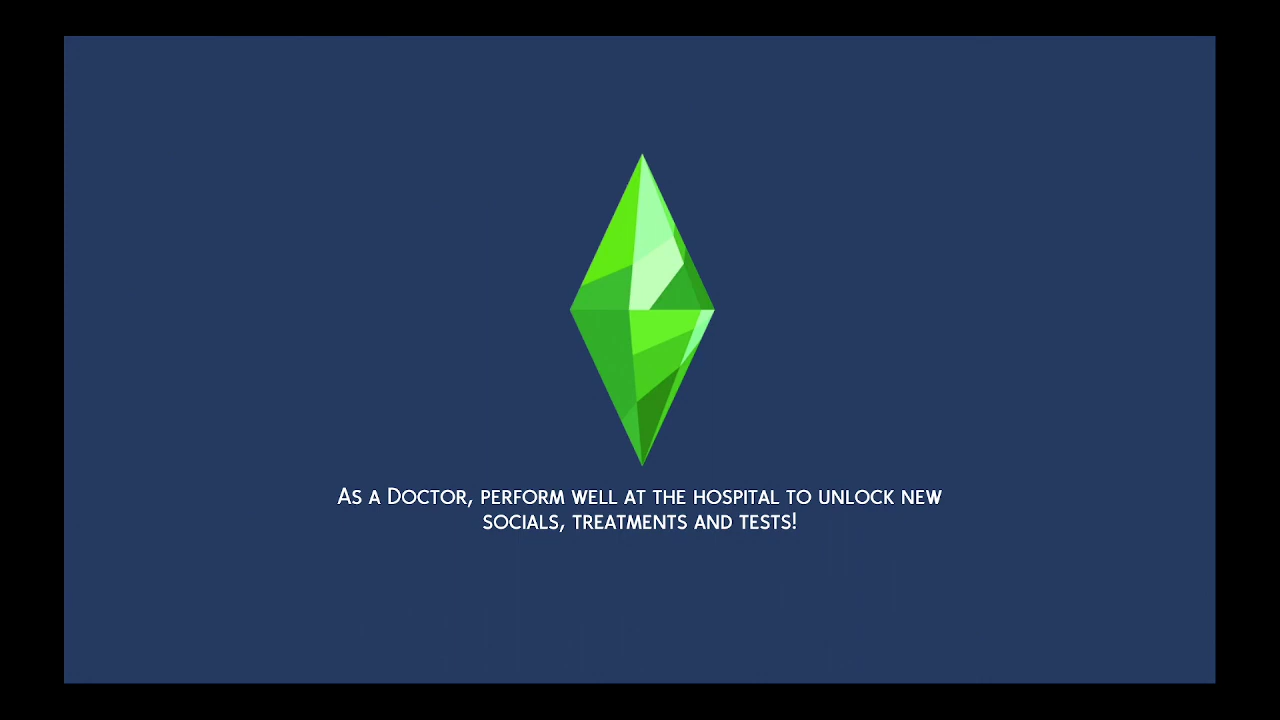 As a Doctor, perform well at the hospital to unlock new
socials, treatments and tests!